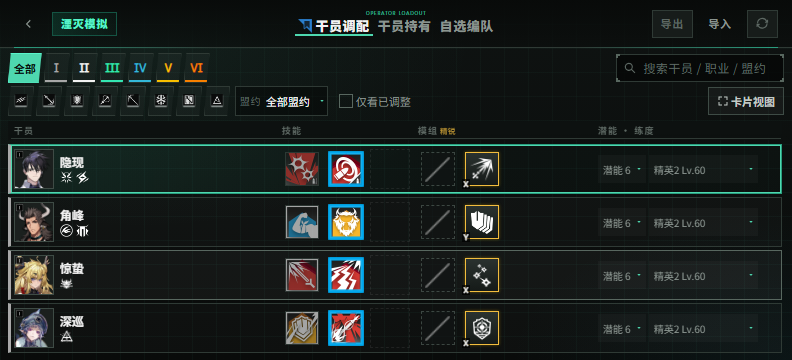 OPERATOR LOADOUT
湮灭模拟
干员调配 干员持有 自选编队
导出 导入
全部 I II III IV V VI
搜索干员 / 职业 / 盟约
盟约 全部盟约
仅看已调整
卡片视图
干员 技能 模组 精锐 潜能 · 练度
隐现 X 潜能 6 精英2 Lv.60
角峰 Y 潜能 6 精英2 Lv.60
惊蛰 X 潜能 6 精英2 Lv.60
深巡 X 潜能 6 精英2 Lv.60